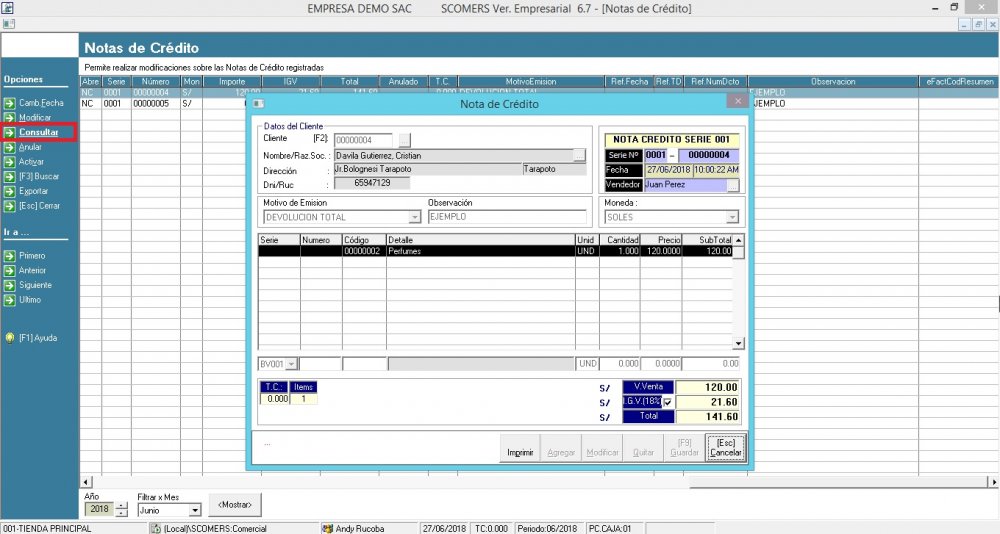 EMPRESA DEMO SAC SCOMERS Ver. Empresarial 6.7 - [Notas de Crédito]
Notas de Crédito
Permite realizar modificaciones sobre las Notas de Crédito registradas
Opciones
Camb.Fecha
Modificar
Consultar
Anular
Activar
[F3] Buscar
Exportar
[Esc] Cerrar
Ir a ...
Primero
Anterior
Siguiente
Ultimo
[F1] Ayuda
Abre Serie Número Mon Importe IGV Total Anulado T.C. MotivoEmision Ref.Fecha Ref.TD Ref.NumDcto Observacion eFactCodResumen
NC 0001 00000004 S/ 120.00 21.60 141.60 0.000 DEVOLUCION TOTAL EJEMPLO
NC 0001 00000005 S/ EJEMPLO
Nota de Crédito
Datos del Cliente
Cliente [F2]: 00000004 ...
Nombre/Raz.Soc. : Davila Gutierrez, Cristian ...
Dirección : Jr.Bolognesi Tarapoto Tarapoto
Dni/Ruc : 65947129
NOTA CREDITO SERIE 001
Serie Nº 0001 - 00000004
Fecha 27/06/2018 10:00:22 AM
Vendedor Juan Perez ...
Motivo de Emision Observación Moneda :
DEVOLUCION TOTAL EJEMPLO SOLES
Serie Numero Código Detalle Unid Cantidad Precio SubTotal
00000002 Perfumes UND 1.000 120.0000 120.00
BV001 UND 0.000 0.0000 0.00
T.C.: Items
0.000 1
S/ V.Venta 120.00
S/ I.G.V.(18%) 21.60
S/ Total 141.60
...
Imprimir Agregar Modificar Quitar [F9] Guardar [Esc] Cancelar
Año Filtrar x Mes
2018 Junio <Mostrar>
001-TIENDA PRINCIPAL (Local)\SCOMERS:Comercial Andy Rucoba 27/06/2018 TC:0.000 Periodo:06/2018 PC.CAJA:01